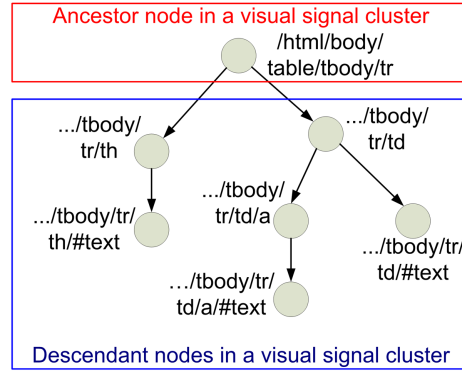 Ancestor node in a visual signal cluster
/html/body/
table/tbody/tr
.../tbody/
tr/th
.../tbody/
tr/td
.../tbody/tr/
th/#text
.../tbody/
tr/td/a
.../tbody/tr/
td/#text
.../tbody/tr/
td/a/#text
Descendant nodes in a visual signal cluster